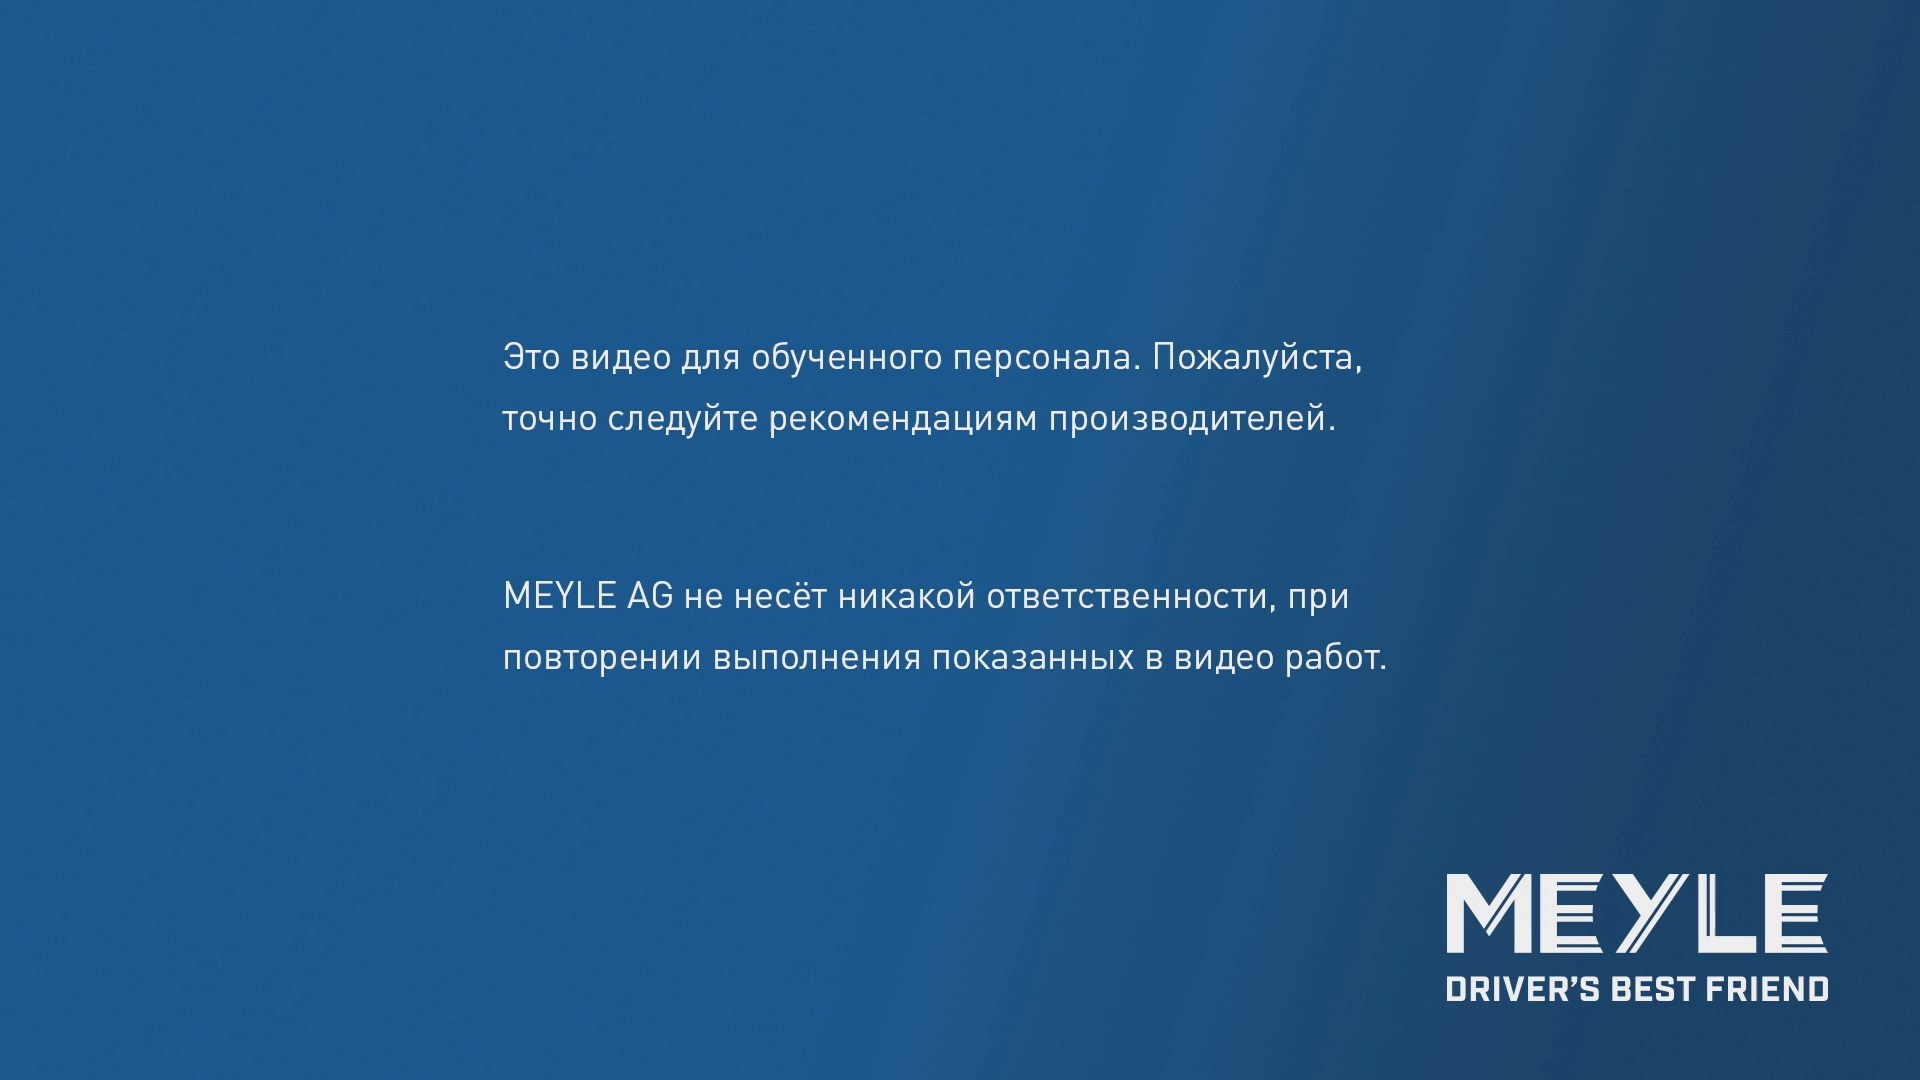 Это видео для обученного персонала. Пожалуйста,
точно следуйте рекомендациям производителей.
MEYLE AG не несёт никакой ответственности, при
повторении выполнения показанных в видео работ.
MEYLE
DRIVER'S BEST FRIEND